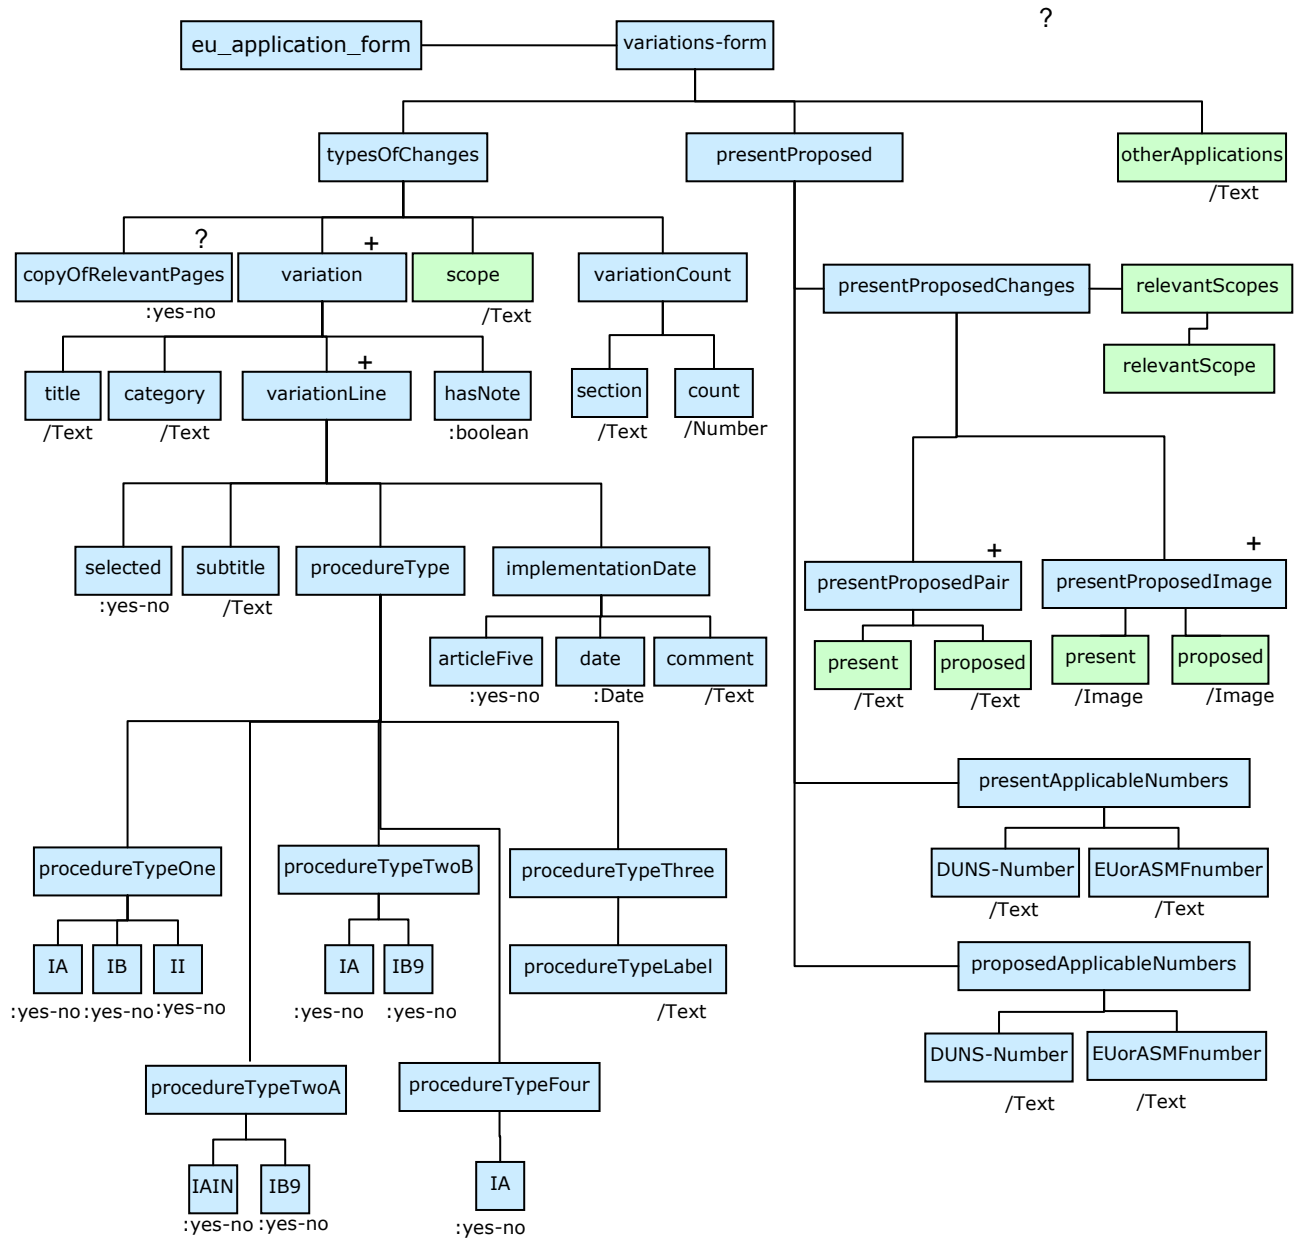 ?
eu_application_form
variations-form
typesOfChanges
presentProposed
otherApplications
/Text
?
+
copyOfRelevantPages
variation
scope
variationCount
:yes-no
/Text
presentProposedChanges
relevantScopes
relevantScope
+
title
category
variationLine
hasNote
section
count
/Text
/Text
:boolean
/Text
/Number
selected
subtitle
procedureType
implementationDate
:yes-no
/Text
+
+
presentProposedPair
presentProposedImage
articleFive
date
comment
:yes-no
:Date
/Text
present
proposed
present
proposed
/Text
/Text
/Image
/Image
presentApplicableNumbers
procedureTypeOne
procedureTypeTwoB
procedureTypeThree
DUNS-Number
EUorASMFnumber
/Text
/Text
IA
IB
II
IA
IB9
procedureTypeLabel
proposedApplicableNumbers
:yes-no
:yes-no
:yes-no
:yes-no
:yes-no
/Text
DUNS-Number
EUorASMFnumber
/Text
/Text
procedureTypeTwoA
procedureTypeFour
IAIN
IB9
IA
:yes-no
:yes-no
:yes-no